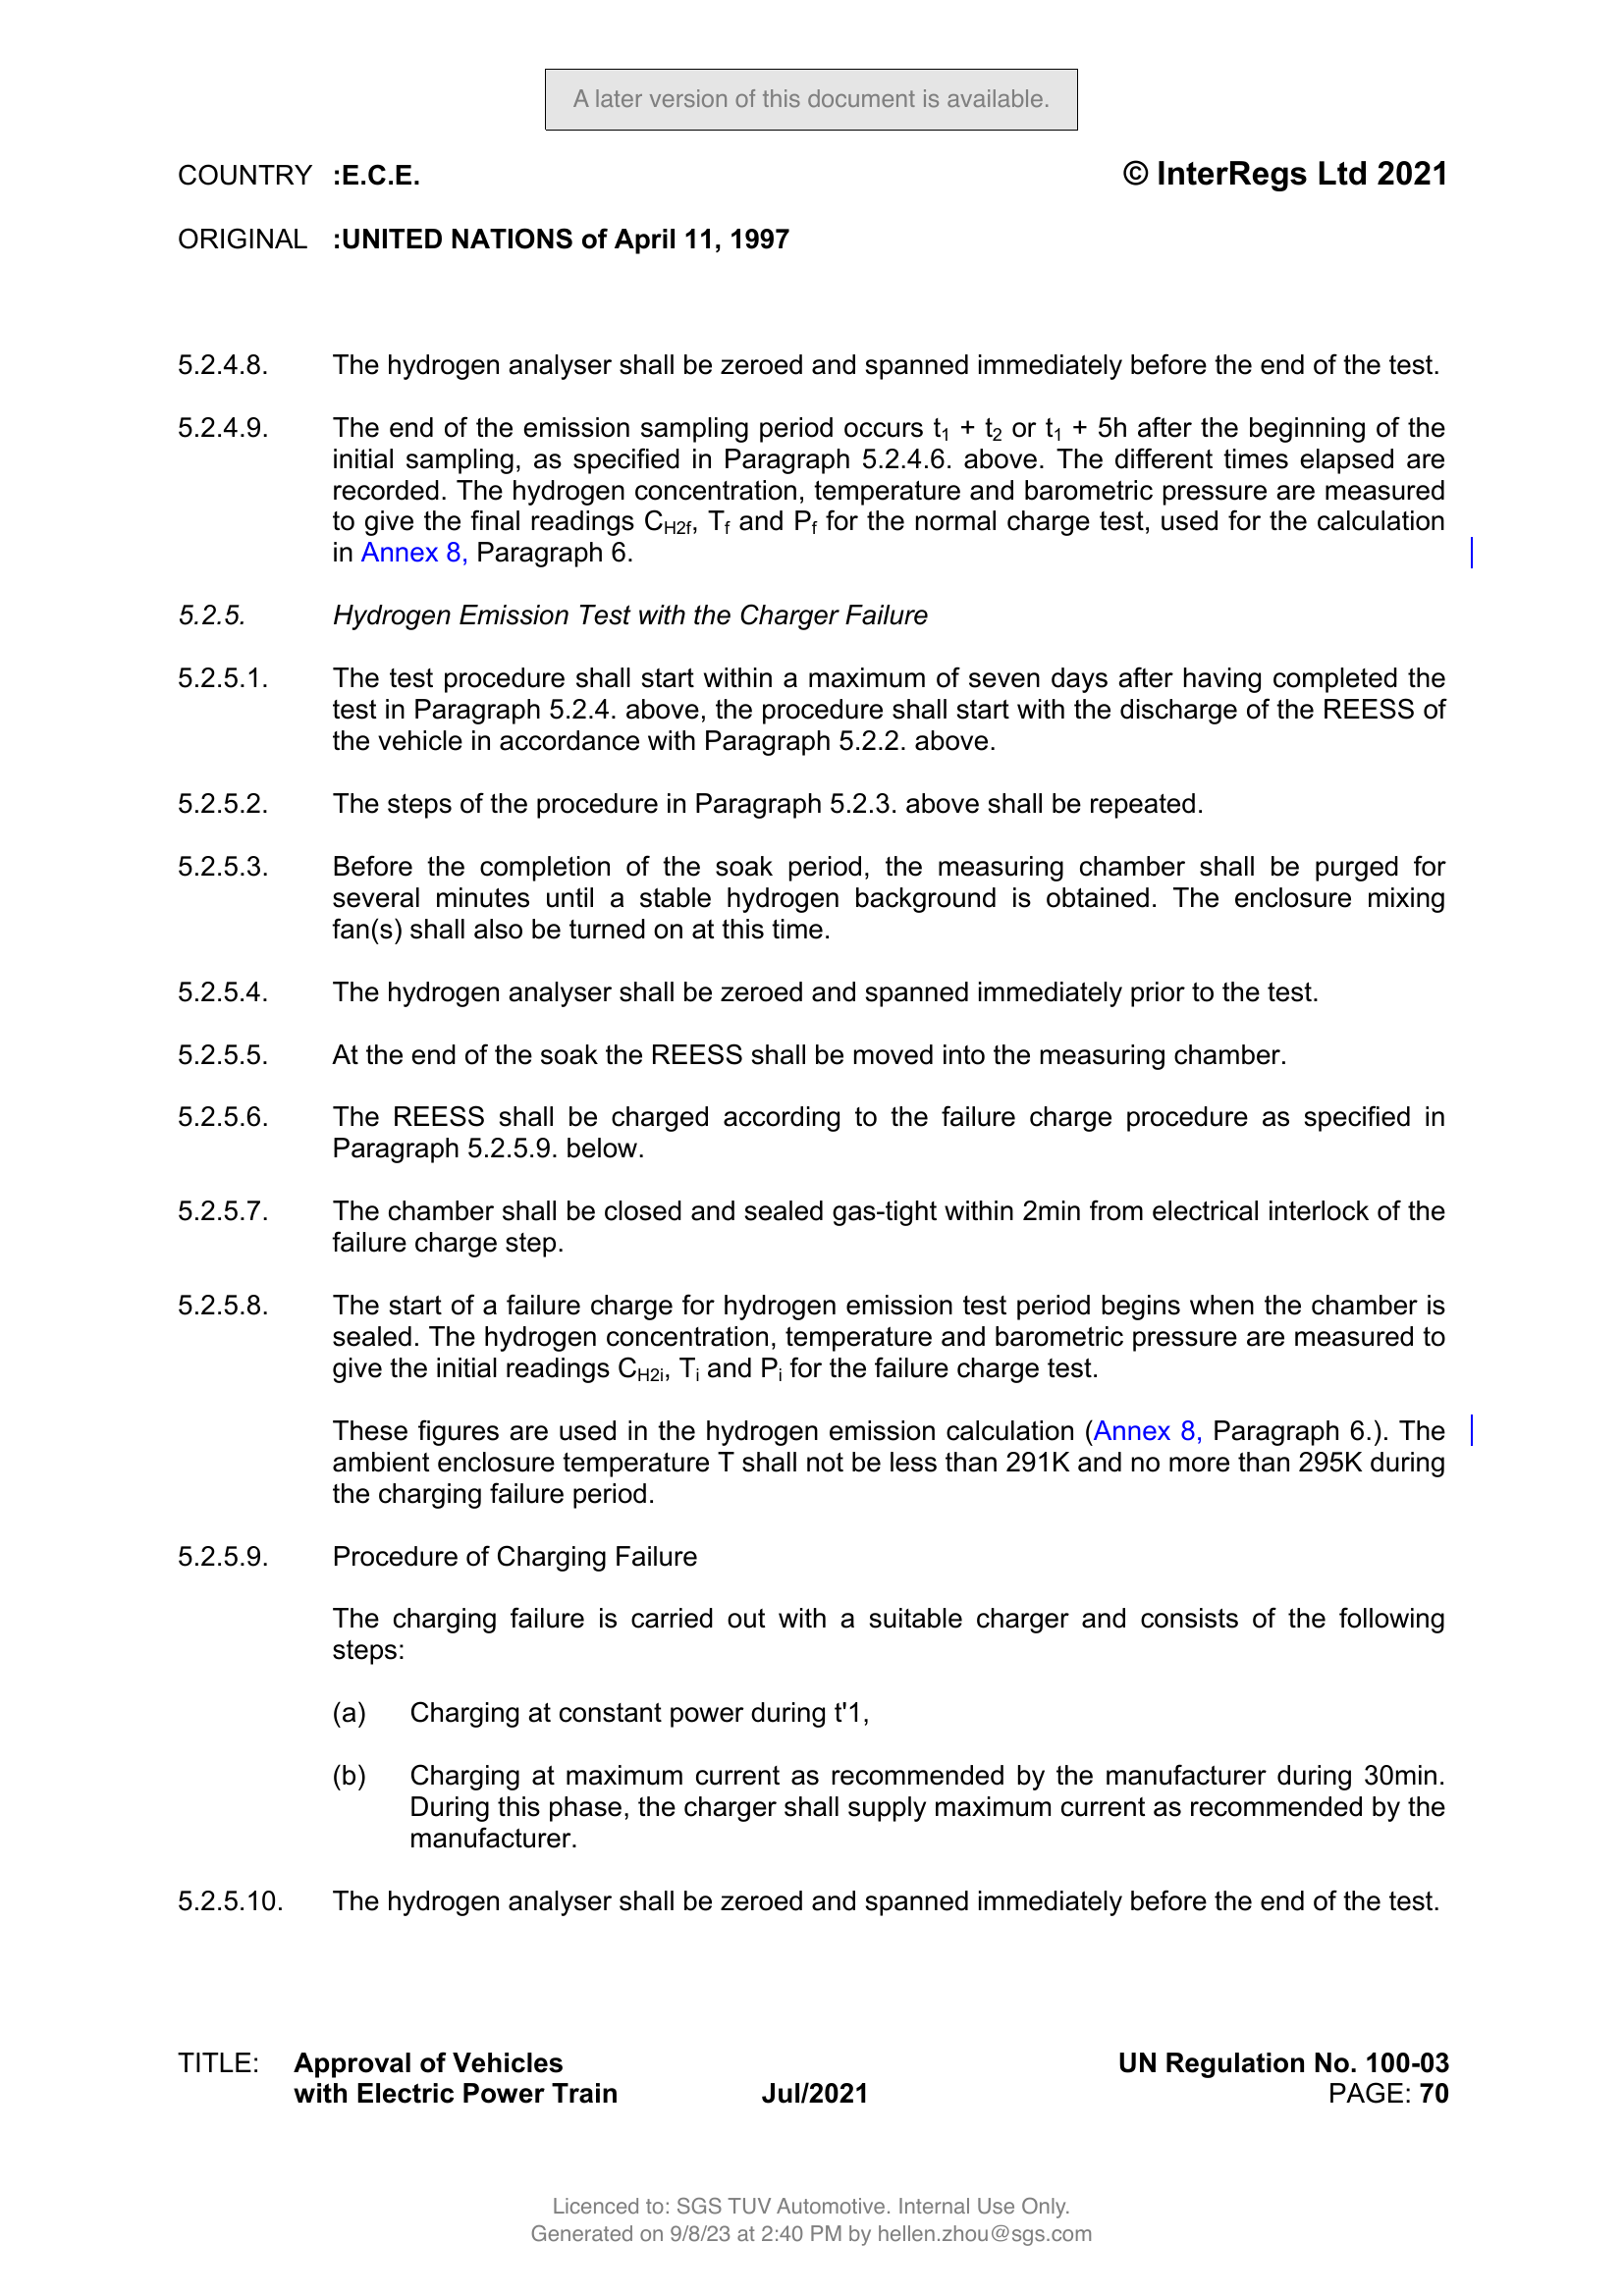 A later version of this document is available.
COUNTRY :E.C.E. © InterRegs Ltd 2021
ORIGINAL :UNITED NATIONS of April 11, 1997
5.2.4.8. The hydrogen analyser shall be zeroed and spanned immediately before the end of the test.
5.2.4.9. The end of the emission sampling period occurs t1 + t2 or t1 + 5h after the beginning of the
initial sampling, as specified in Paragraph 5.2.4.6. above. The different times elapsed are
recorded. The hydrogen concentration, temperature and barometric pressure are measured
to give the final readings CH2f, Tf and Pf for the normal charge test, used for the calculation
in Annex 8, Paragraph 6.
5.2.5. Hydrogen Emission Test with the Charger Failure
5.2.5.1. The test procedure shall start within a maximum of seven days after having completed the
test in Paragraph 5.2.4. above, the procedure shall start with the discharge of the REESS of
the vehicle in accordance with Paragraph 5.2.2. above.
5.2.5.2. The steps of the procedure in Paragraph 5.2.3. above shall be repeated.
5.2.5.3. Before the completion of the soak period, the measuring chamber shall be purged for
several minutes until a stable hydrogen background is obtained. The enclosure mixing
fan(s) shall also be turned on at this time.
5.2.5.4. The hydrogen analyser shall be zeroed and spanned immediately prior to the test.
5.2.5.5. At the end of the soak the REESS shall be moved into the measuring chamber.
5.2.5.6. The REESS shall be charged according to the failure charge procedure as specified in
Paragraph 5.2.5.9. below.
5.2.5.7. The chamber shall be closed and sealed gas-tight within 2min from electrical interlock of the
failure charge step.
5.2.5.8. The start of a failure charge for hydrogen emission test period begins when the chamber is
sealed. The hydrogen concentration, temperature and barometric pressure are measured to
give the initial readings CH2i, Ti and Pi for the failure charge test.
These figures are used in the hydrogen emission calculation (Annex 8, Paragraph 6.). The
ambient enclosure temperature T shall not be less than 291K and no more than 295K during
the charging failure period.
5.2.5.9. Procedure of Charging Failure
The charging failure is carried out with a suitable charger and consists of the following
steps:
(a) Charging at constant power during t'1,
(b) Charging at maximum current as recommended by the manufacturer during 30min.
During this phase, the charger shall supply maximum current as recommended by the
manufacturer.
5.2.5.10. The hydrogen analyser shall be zeroed and spanned immediately before the end of the test.
TITLE: Approval of Vehicles UN Regulation No. 100-03
with Electric Power Train Jul/2021 PAGE: 70
Licenced to: SGS TUV Automotive. Internal Use Only.
Generated on 9/8/23 at 2:40 PM by hellen.zhou@sgs.com